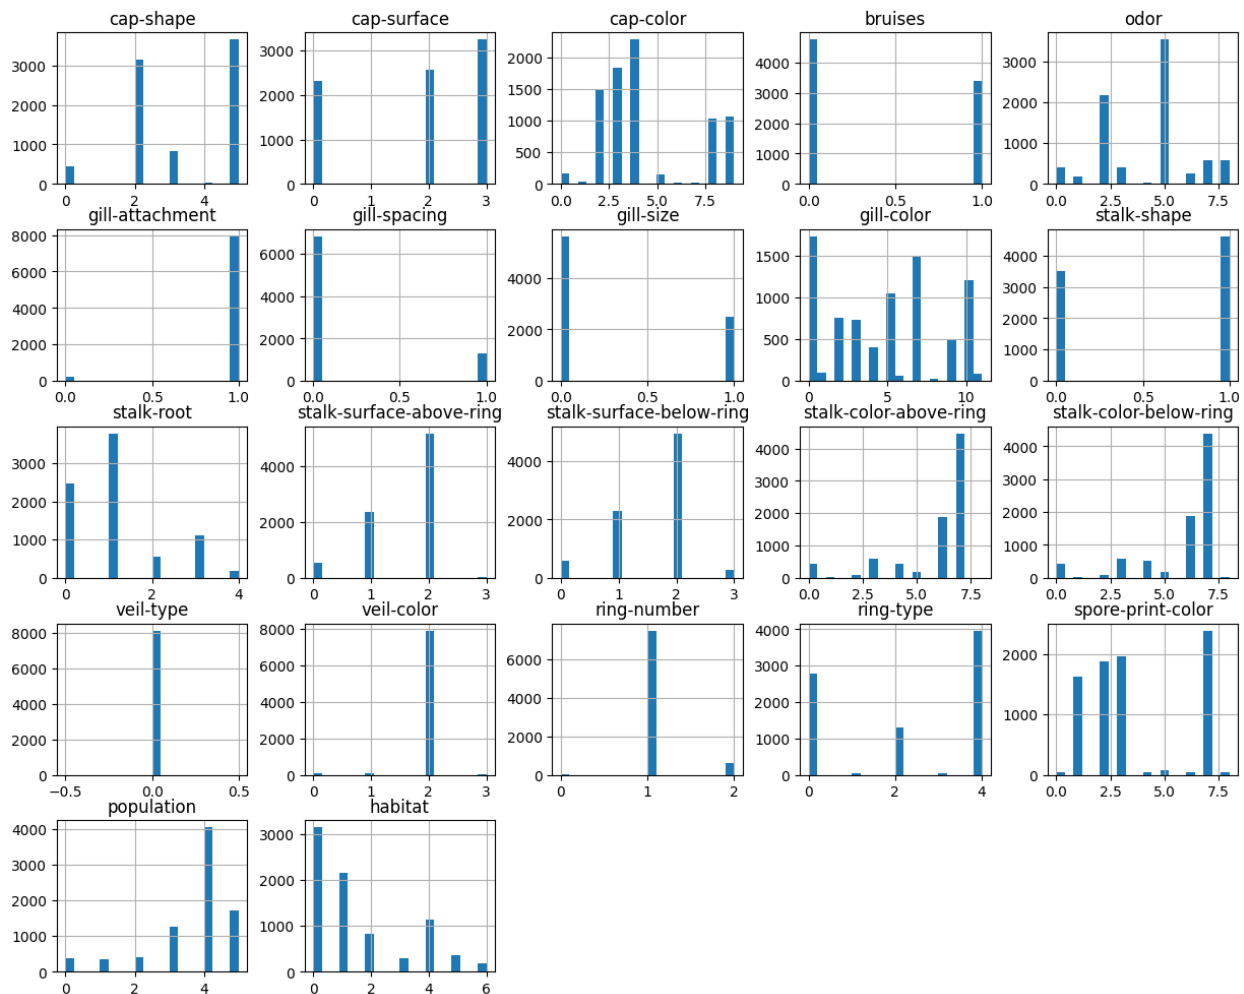 cap-shape cap-surface cap-color bruises odor
3000 2000 1000 0
0 2 4
3000 2000 1000 0
0 1 2 3
2000 1500 1000 500 0
0.0 2.5 5.0 7.5
4000 3000 2000 1000 0
0.0 0.5 1.0
3000 2000 1000 0
0.0 2.5 5.0 7.5
gill-attachment gill-spacing gill-size gill-color stalk-shape
8000 6000 4000 2000 0
0.0 0.5 1.0
6000 4000 2000 0
0.0 0.5 1.0
4000 2000 0
0.0 0.5 1.0
1500 1000 500 0
0 5 10
4000 3000 2000 1000 0
0.0 0.5 1.0
stalk-root stalk-surface-above-ring stalk-surface-below-ring stalk-color-above-ring stalk-color-below-ring
3000 2000 1000 0
0 2 4
4000 2000 0
0 1 2 3
4000 2000 0
0 1 2 3
4000 3000 2000 1000 0
0.0 2.5 5.0 7.5
4000 3000 2000 1000 0
0.0 2.5 5.0 7.5
veil-type veil-color ring-number ring-type spore-print-color
8000 6000 4000 2000 0
−0.5 0.0 0.5
8000 6000 4000 2000 0
0 1 2 3
6000 4000 2000 0
0 1 2
4000 3000 2000 1000 0
0 2 4
2000 1000 0
0.0 2.5 5.0 7.5
population habitat
4000 3000 2000 1000 0
0 2 4
3000 2000 1000 0
0 2 4 6